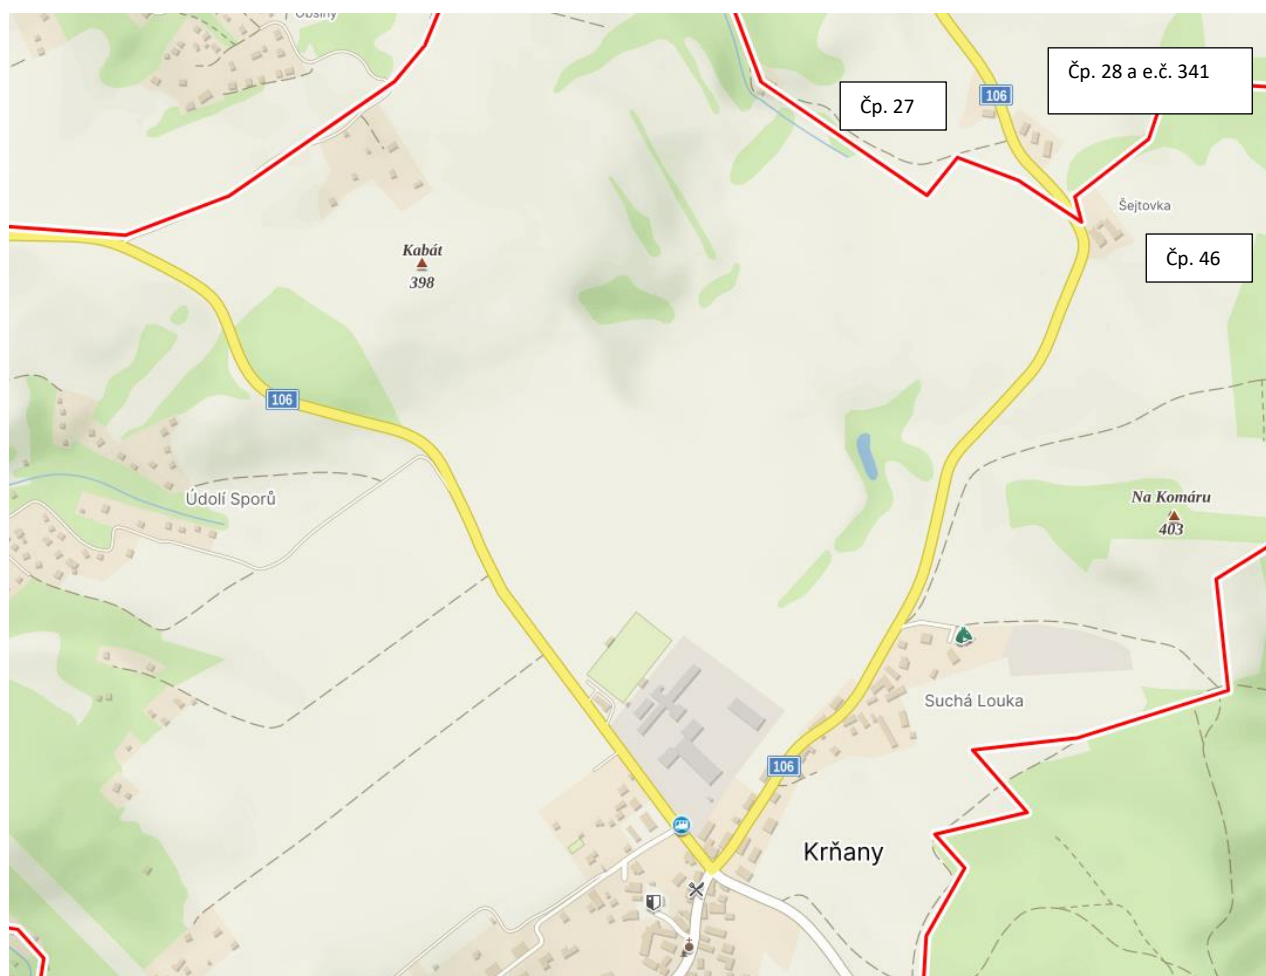 Obsiny
106
Čp. 28 a e.č. 341
Čp. 27
Šejtovka
Čp. 46
Kabát
398
106
Údolí Sporů
Na Komáru
403
Suchá Louka
106
Krňany